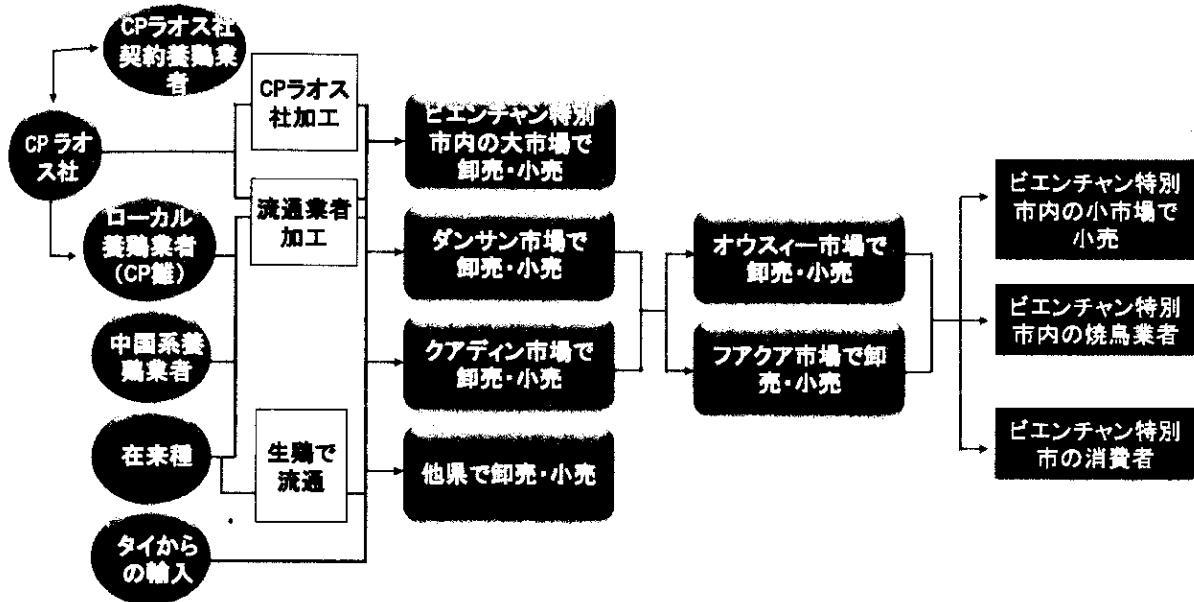 CPラオス社
契約養鶏業
者
CPラオス
社加工
CPラオ
ス社
ビエンチャン特別
市内の大市場で
卸売・小売
ローカル
養鶏業者
(CP雛)
流通業者
加工
ダンサン市場で
卸売・小売
オウスィー市場で
卸売・小売
ビエンチャン特別
市内の小市場で
小売
中国系養
鶏業者
クアディン市場で
卸売・小売
フアクア市場で卸
売・小売
ビエンチャン特別
市内の焼鳥業者
在来種
生鶏で
流通
他県で卸売・小売
ビエンチャン特別
市の消費者
タイから
の輸入